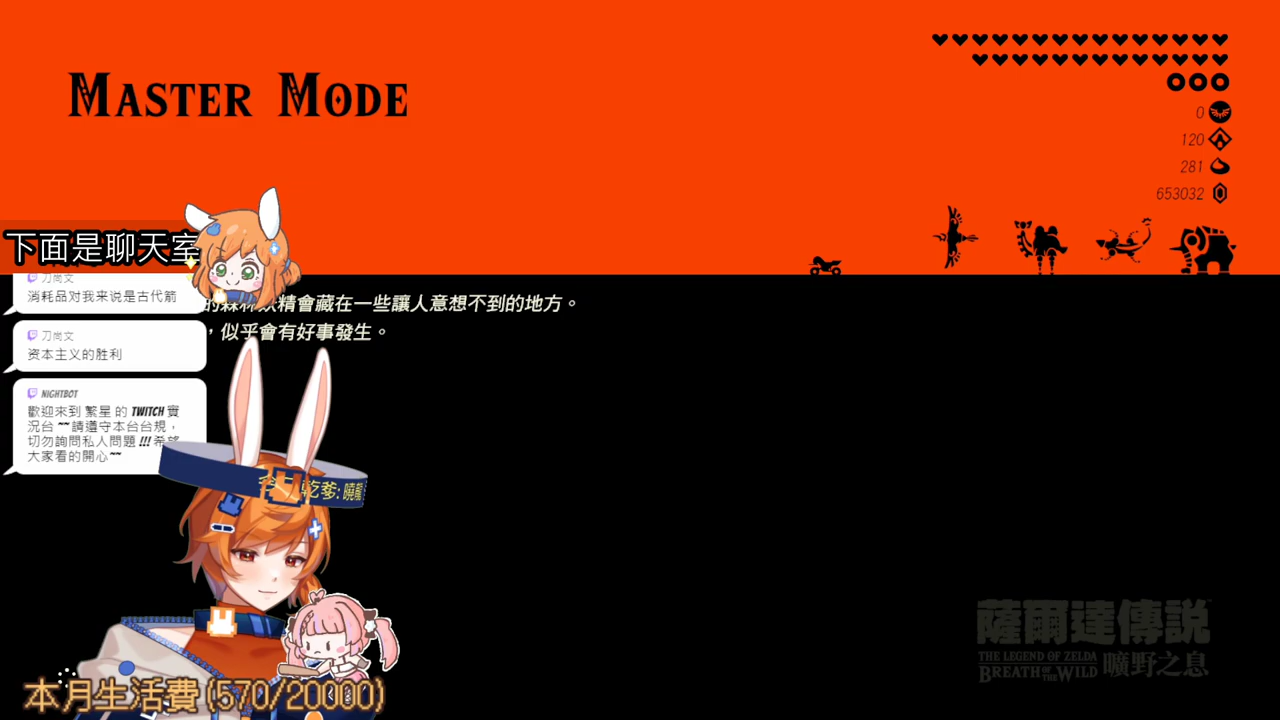 MASTER MODE
0
120
281
653032
下面是聊天室
刀尚文
消耗品对我来说是古代箭
的森林妖精會藏在一些讓人意想不到的地方。
，似乎會有好事發生。
刀尚文
资本主义的胜利
NIGHTBOT
歡迎來到 繁星 的 TWITCH 實
況台 ~~請遵守本台台規，
切勿詢問私人問題 !!! 希望
大家看的開心~~
乾爹:曉龍
薩爾達傳說
THE LEGEND OF ZELDA
BREATH OF THE WILD 曠野之息
本月生活費(570/20000)